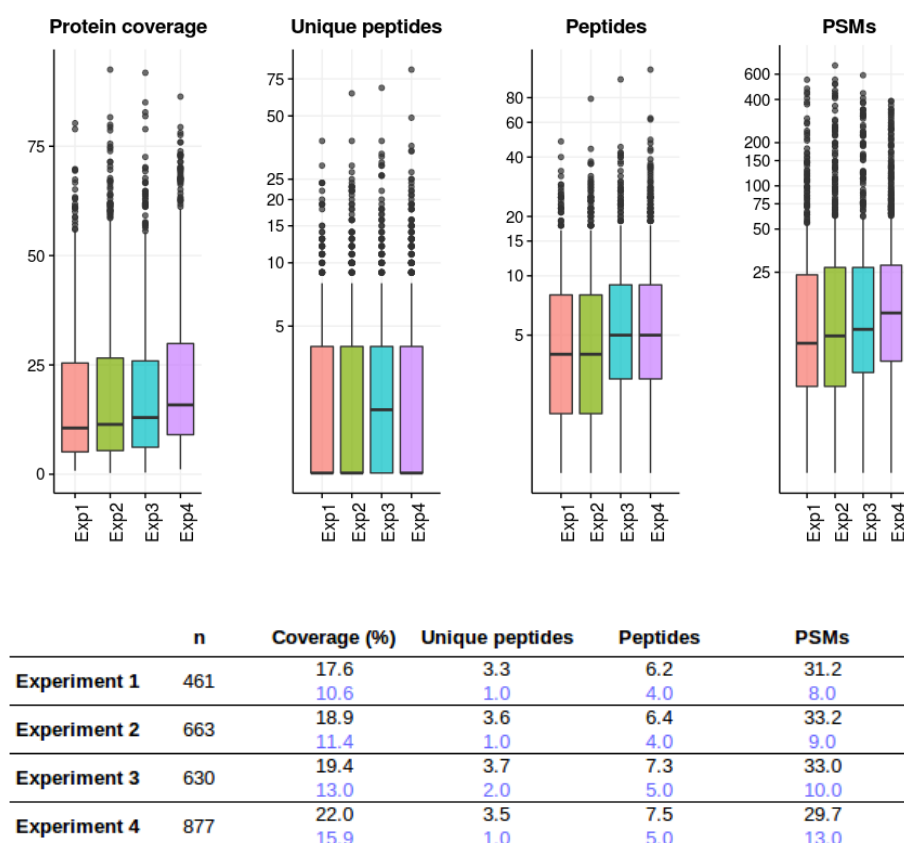 Protein coverage
75
50
25
0
Exp1
Exp2
Exp3
Exp4
Unique peptides
75
50
25
20
15
10
5
Exp1
Exp2
Exp3
Exp4
Peptides
80
60
40
20
15
10
5
Exp1
Exp2
Exp3
Exp4
PSMs
600
400
200
150
100
75
50
25
Exp1
Exp2
Exp3
Exp4
n Coverage (%) Unique peptides Peptides PSMs
Experiment 1 461 17.6 3.3 6.2 31.2
10.6 1.0 4.0 8.0
Experiment 2 663 18.9 3.6 6.4 33.2
11.4 1.0 4.0 9.0
Experiment 3 630 19.4 3.7 7.3 33.0
13.0 2.0 5.0 10.0
Experiment 4 877 22.0 3.5 7.5 29.7
15.9 1.0 5.0 13.0